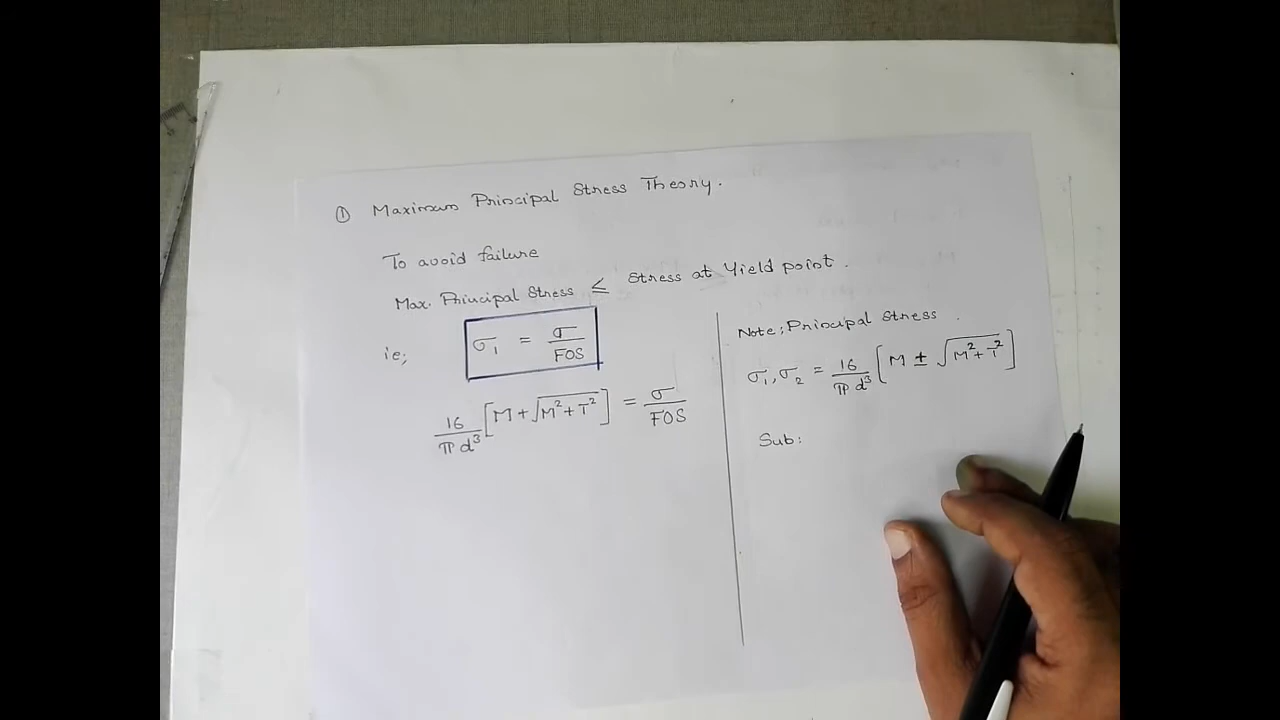 ① Maximum Principal Stress Theory.
To avoid failure
Max. Principal Stress ≤ Stress at Yield point.
ie; σ₁ = σ/FOS
16/πd³ [M + √M² + T²] = σ/FOS
Note: Principal Stress.
σ₁, σ₂ = 16/πd³ [M ± √M² + T²]
Sub: